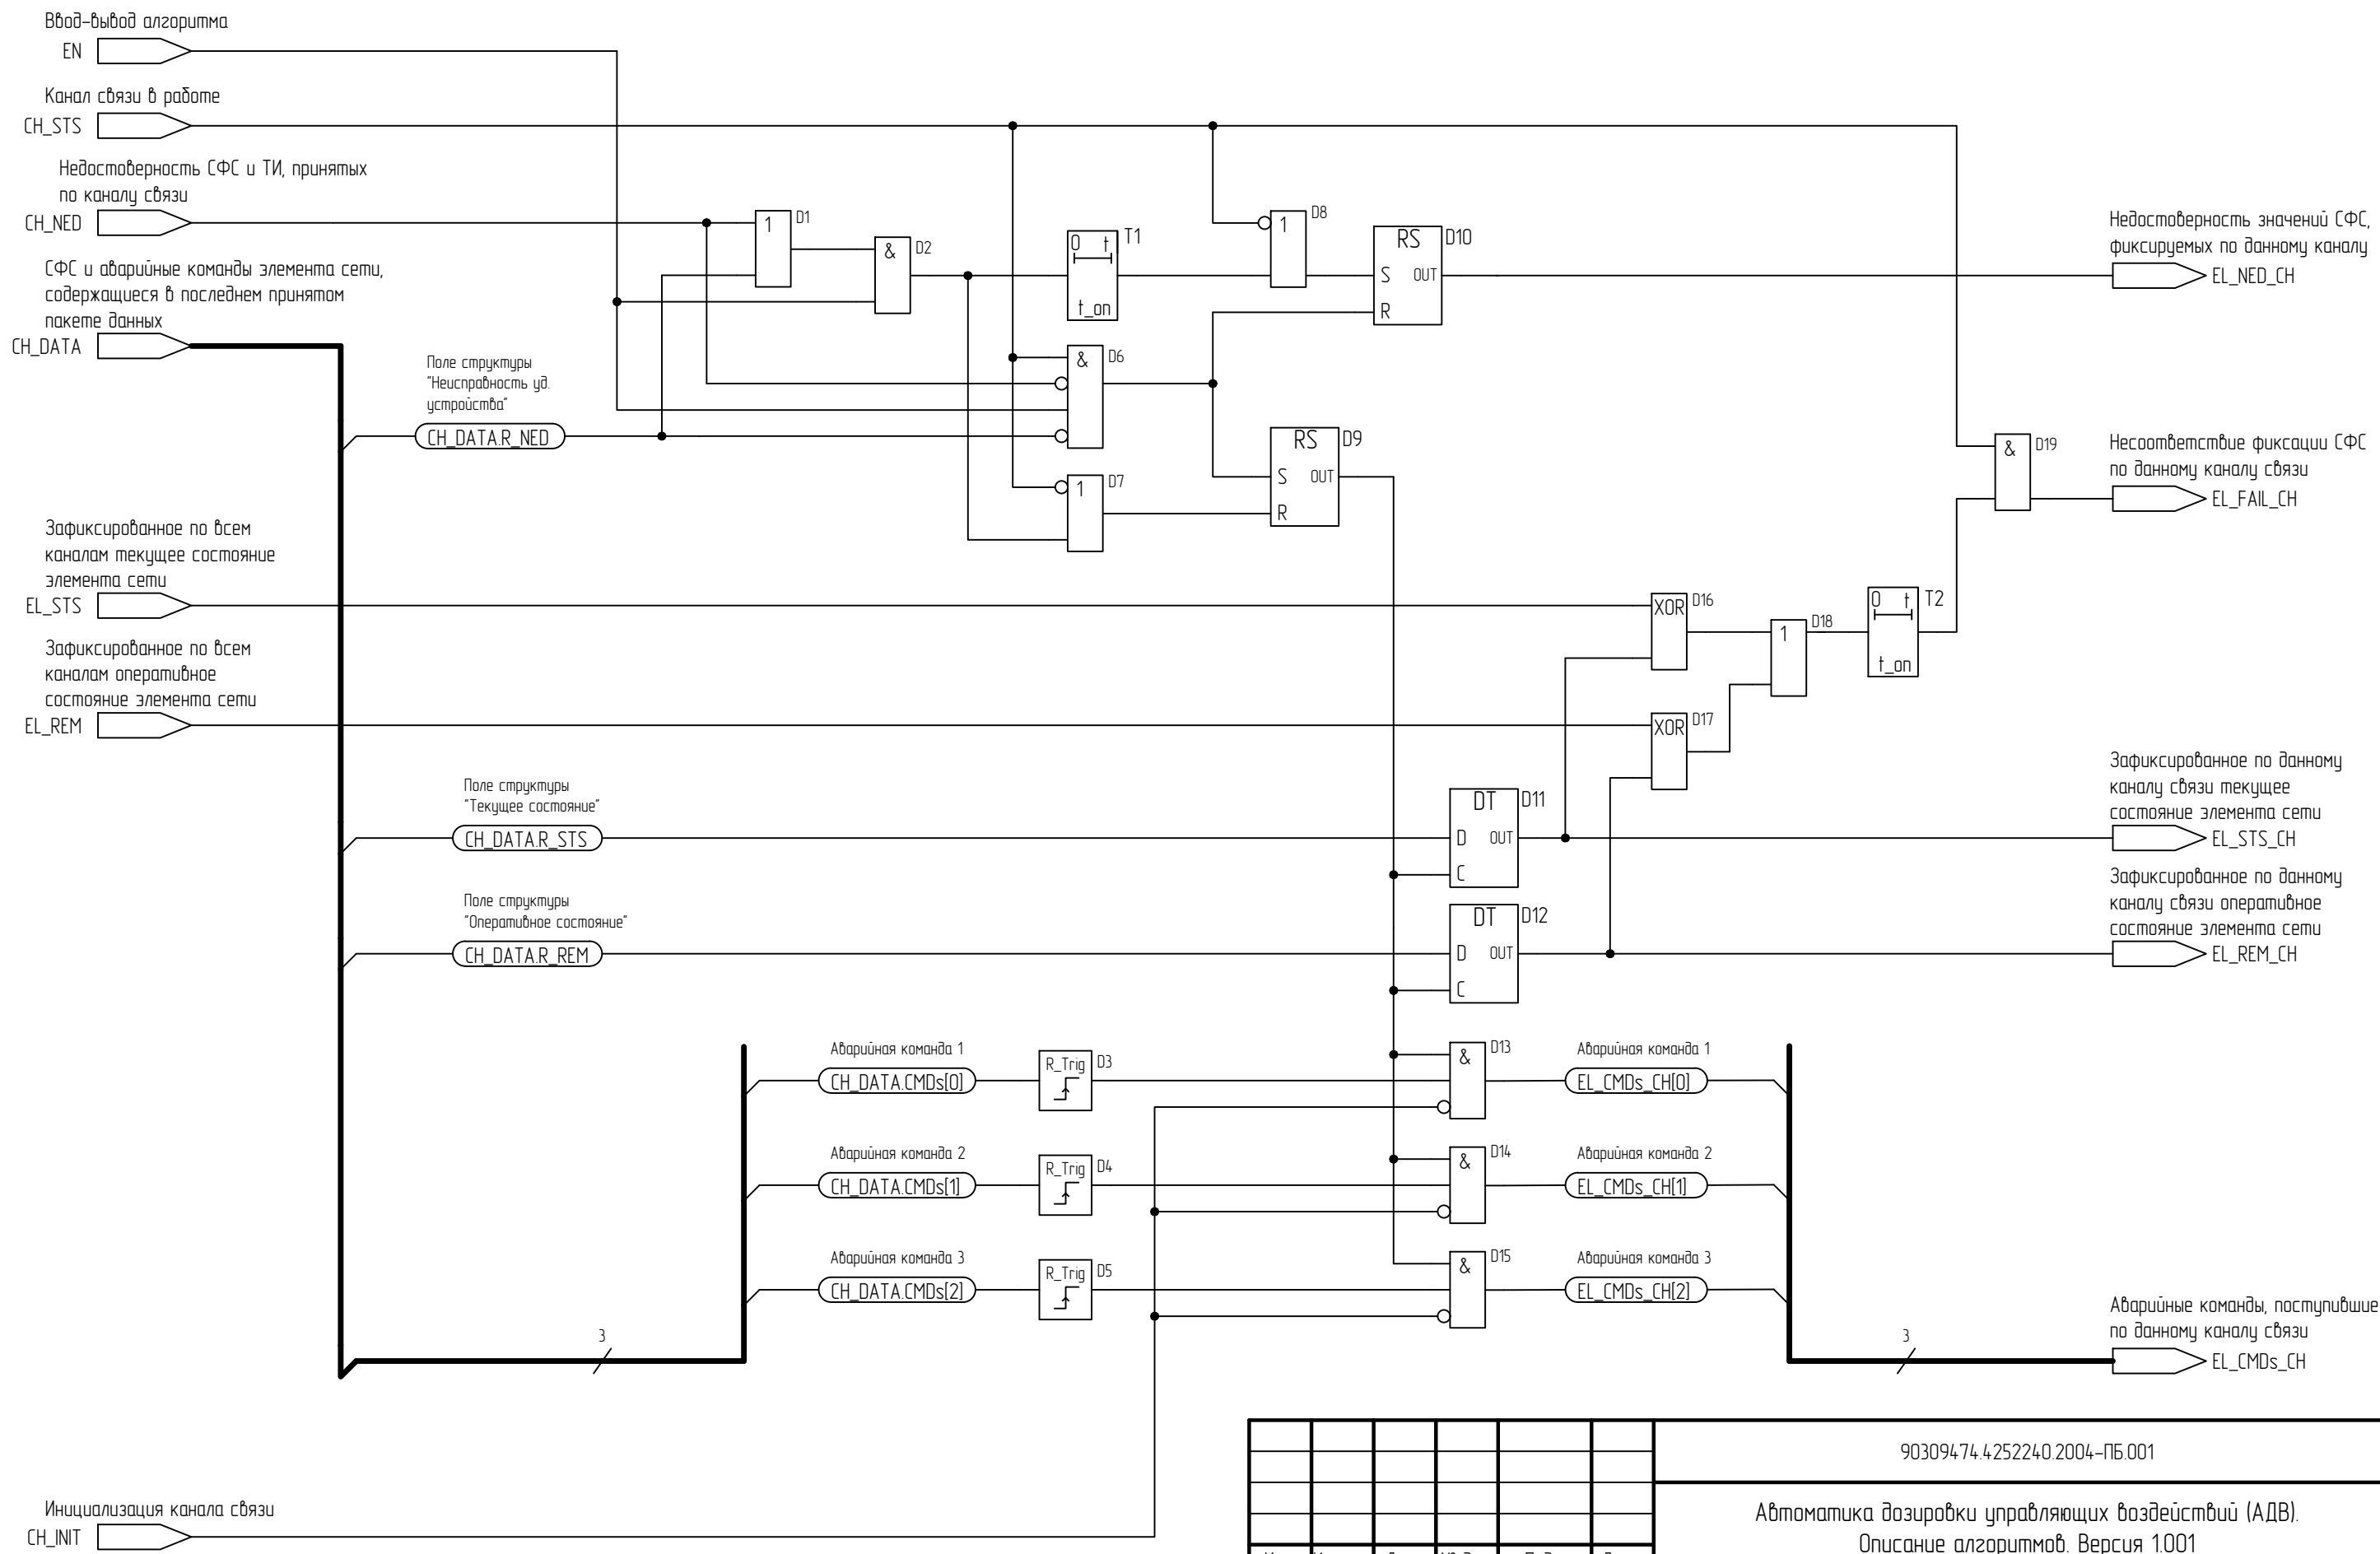 Ввод-вывод алгоритма
EN
Канал связи в работе
CH_STS
Недостоверность СФС и ТИ, принятых
по каналу связи
CH_NED
СФС и аварийные команды элемента сети,
содержащиеся в последнем принятом
пакете данных
CH_DATA
Поле структуры
"Неисправность уд.
устройства"
CH_DATA.R_NED
1
D1
&
D2
0 t
T1
t_on
&
D6
1
D7
1
D8
RS
D10
S OUT
R
RS
D9
S OUT
R
Недостоверность значений СФС,
фиксируемых по данному каналу
EL_NED_CH
&
D19
Несоответствие фиксации СФС
по данному каналу связи
EL_FAIL_CH
Зафиксированное по всем
каналам текущее состояние
элемента сети
EL_STS
Зафиксированное по всем
каналам оперативное
состояние элемента сети
EL_REM
XOR
D16
XOR
D17
1
D18
0 t
T2
t_on
Поле структуры
"Текущее состояние"
CH_DATA.R_STS
DT
D11
D OUT
C
Зафиксированное по данному
каналу связи текущее
состояние элемента сети
EL_STS_CH
Поле структуры
"Оперативное состояние"
CH_DATA.R_REM
DT
D12
D OUT
C
Зафиксированное по данному
каналу связи оперативное
состояние элемента сети
EL_REM_CH
Аварийная команда 1
CH_DATA.CMDs[0]
R_Trig
D3
&
D13
Аварийная команда 1
EL_CMDs_CH[0]
Аварийная команда 2
CH_DATA.CMDs[1]
R_Trig
D4
&
D14
Аварийная команда 2
EL_CMDs_CH[1]
Аварийная команда 3
CH_DATA.CMDs[2]
R_Trig
D5
&
D15
Аварийная команда 3
EL_CMDs_CH[2]
3
3
Аварийные команды, поступившие
по данному каналу связи
EL_CMDs_CH
Инициализация канала связи
CH_INIT
90309474.4252240.2004-ПБ.001
Автоматика дозировки управляющих воздействий (АДВ).
Описание алгоритмов. Версия 1.001